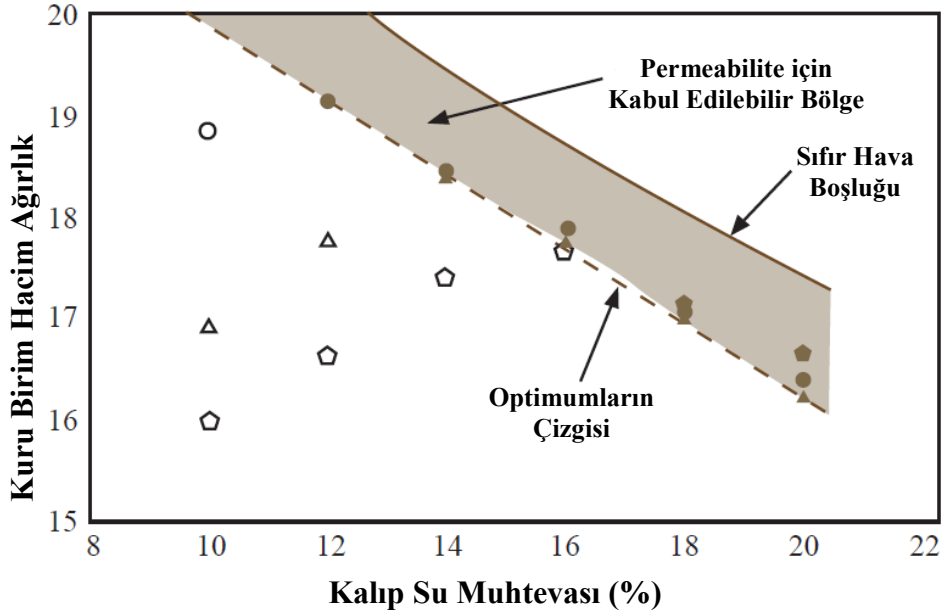 20
19
18
17
16
15
Kuru Birim Hacim Ağırlık
Permeabilite için
Kabul Edilebilir Bölge
Sıfır Hava
Boşluğu
Optimumların
Çizgisi
8 10 12 14 16 18 20 22
Kalıp Su Muhtevası (%)